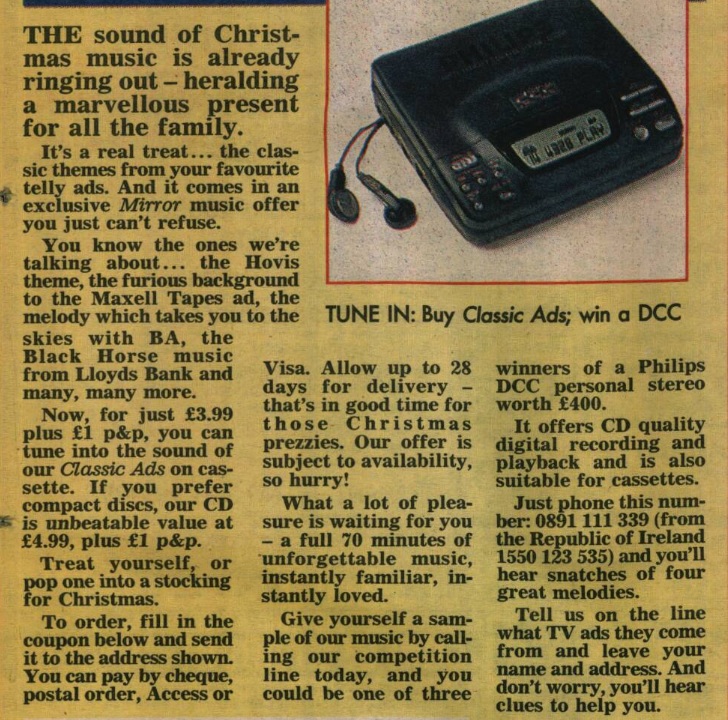 THE sound of Christ-
mas music is already
ringing out – heralding
a marvellous present
for all the family.
It's a real treat... the clas-
sic themes from your favourite
telly ads. And it comes in an
exclusive Mirror music offer
you just can't refuse.
You know the ones we're
talking about... the Hovis
theme, the furious background
to the Maxell Tapes ad, the
melody which takes you to the
skies with BA, the
Black Horse music
from Lloyds Bank and
many, many more.
Now, for just £3.99
plus £1 p&p, you can
tune into the sound of
our Classic Ads on cas-
sette. If you prefer
compact discs, our CD
is unbeatable value at
£4.99, plus £1 p&p.
Treat yourself, or
pop one into a stocking
for Christmas.
To order, fill in the
coupon below and send
it to the address shown.
You can pay by cheque,
postal order, Access or
PHILIPS
PLAY
TUNE IN: Buy Classic Ads; win a DCC
Visa. Allow up to 28
days for delivery –
that's in good time for
those Christmas
prezzies. Our offer is
subject to availability,
so hurry!
What a lot of plea-
sure is waiting for you
– a full 70 minutes of
unforgettable music,
instantly familiar, in-
stantly loved.
Give yourself a sam-
ple of our music by call-
ing our competition
line today, and you
could be one of three
winners of a Philips
DCC personal stereo
worth £400.
It offers CD quality
digital recording and
playback and is also
suitable for cassettes.
Just phone this num-
ber: 0891 111 339 (from
the Republic of Ireland
1550 123 535) and you'll
hear snatches of four
great melodies.
Tell us on the line
what TV ads they come
from and leave your
name and address. And
don't worry, you'll hear
clues to help you.